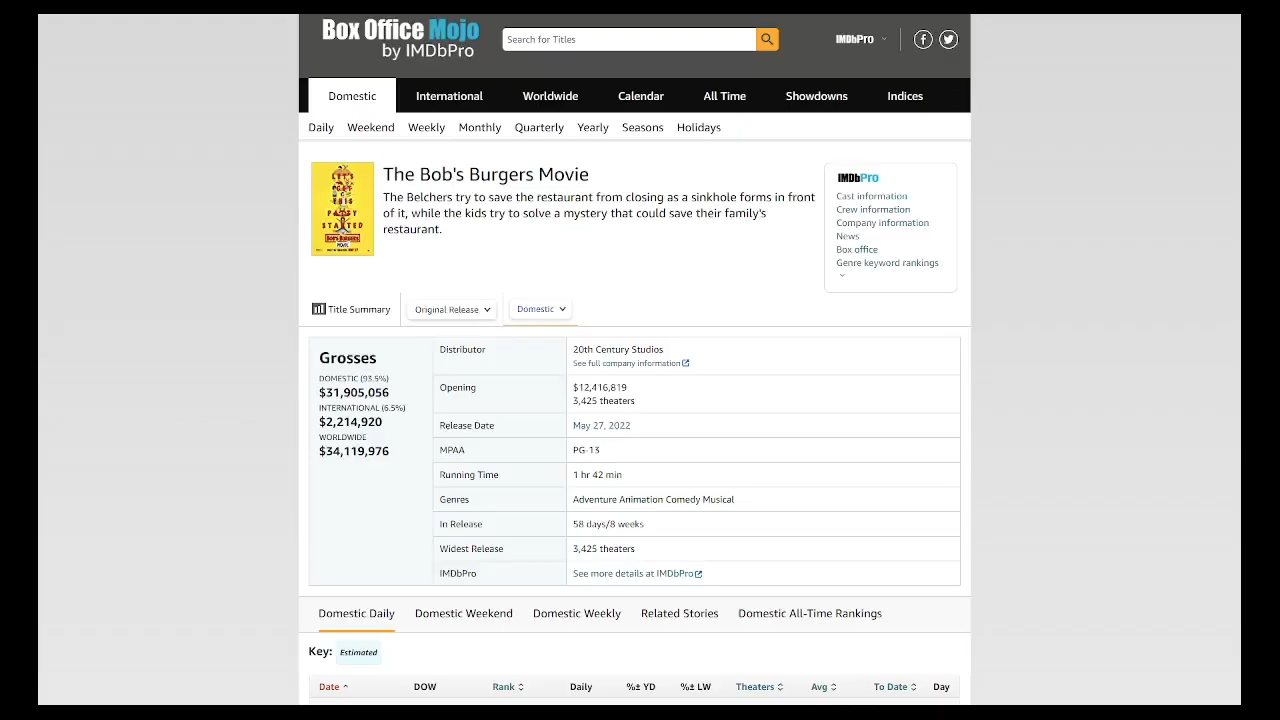 Box Office Mojo
by IMDbPro
Search for Titles
IMDbPro
Domestic International Worldwide Calendar All Time Showdowns Indices
Daily Weekend Weekly Monthly Quarterly Yearly Seasons Holidays
LET'S
GET
THIS
PATTY
STARTED
BOB'S BURGERS
MOVIE
The Bob's Burgers Movie
The Belchers try to save the restaurant from closing as a sinkhole forms in front
of it, while the kids try to solve a mystery that could save their family's
restaurant.
IMDbPro
Cast information
Crew information
Company information
News
Box office
Genre keyword rankings
Title Summary Original Release Domestic
Grosses
DOMESTIC (93.5%)
$31,905,056
INTERNATIONAL (6.5%)
$2,214,920
WORLDWIDE
$34,119,976
Distributor 20th Century Studios
See full company information
Opening $12,416,819
3,425 theaters
Release Date May 27, 2022
MPAA PG-13
Running Time 1 hr 42 min
Genres Adventure Animation Comedy Musical
In Release 58 days/8 weeks
Widest Release 3,425 theaters
IMDbPro See more details at IMDbPro
Domestic Daily Domestic Weekend Domestic Weekly Related Stories Domestic All-Time Rankings
Key: Estimated
Date DOW Rank Daily %± YD %± LW Theaters Avg To Date Day